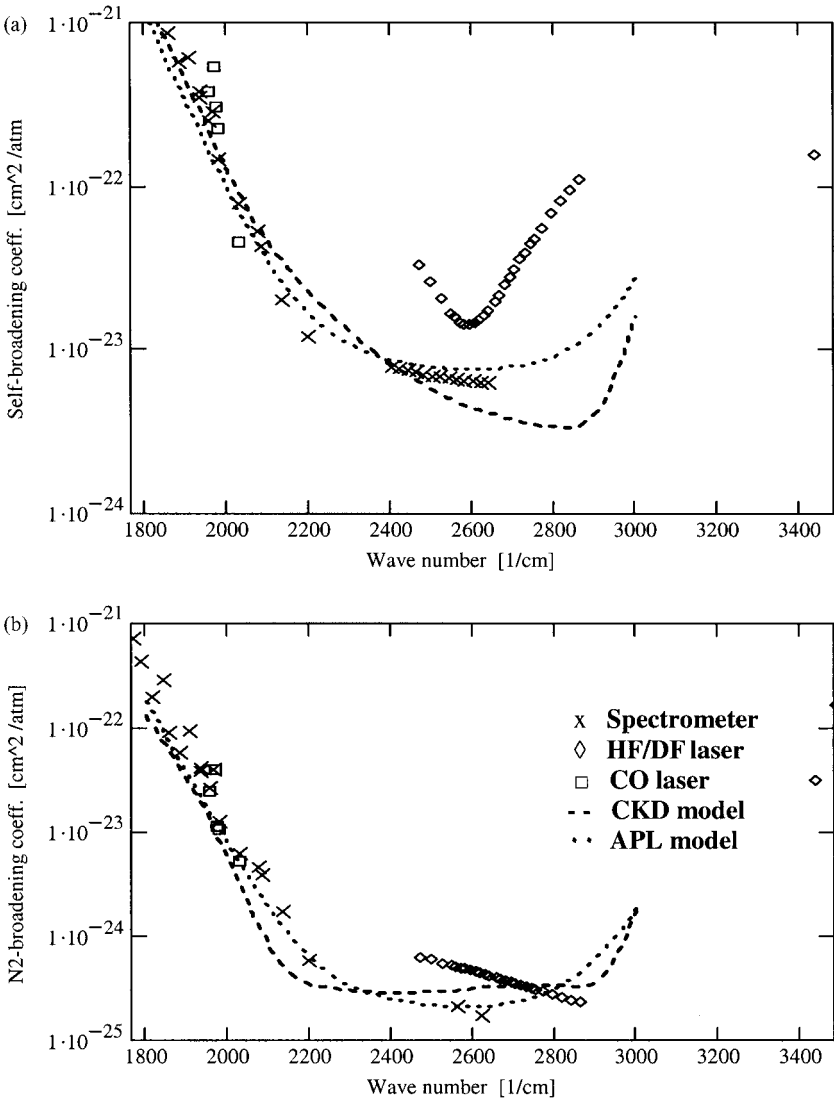 (a)
Self-broadening coeff. [cm^2 /atm]
1·10−21
1·10−22
1·10−23
1·10−24
1800 2000 2200 2400 2600 2800 3000 3200 3400
Wave number [1/cm]
(b)
N2-broadening coeff. [cm^2 /atm]
1·10−21
1·10−22
1·10−23
1·10−24
1·10−25
x Spectrometer
◇ HF/DF laser
□ CO laser
CKD model
APL model
1800 2000 2200 2400 2600 2800 3000 3200 3400
Wave number [1/cm]